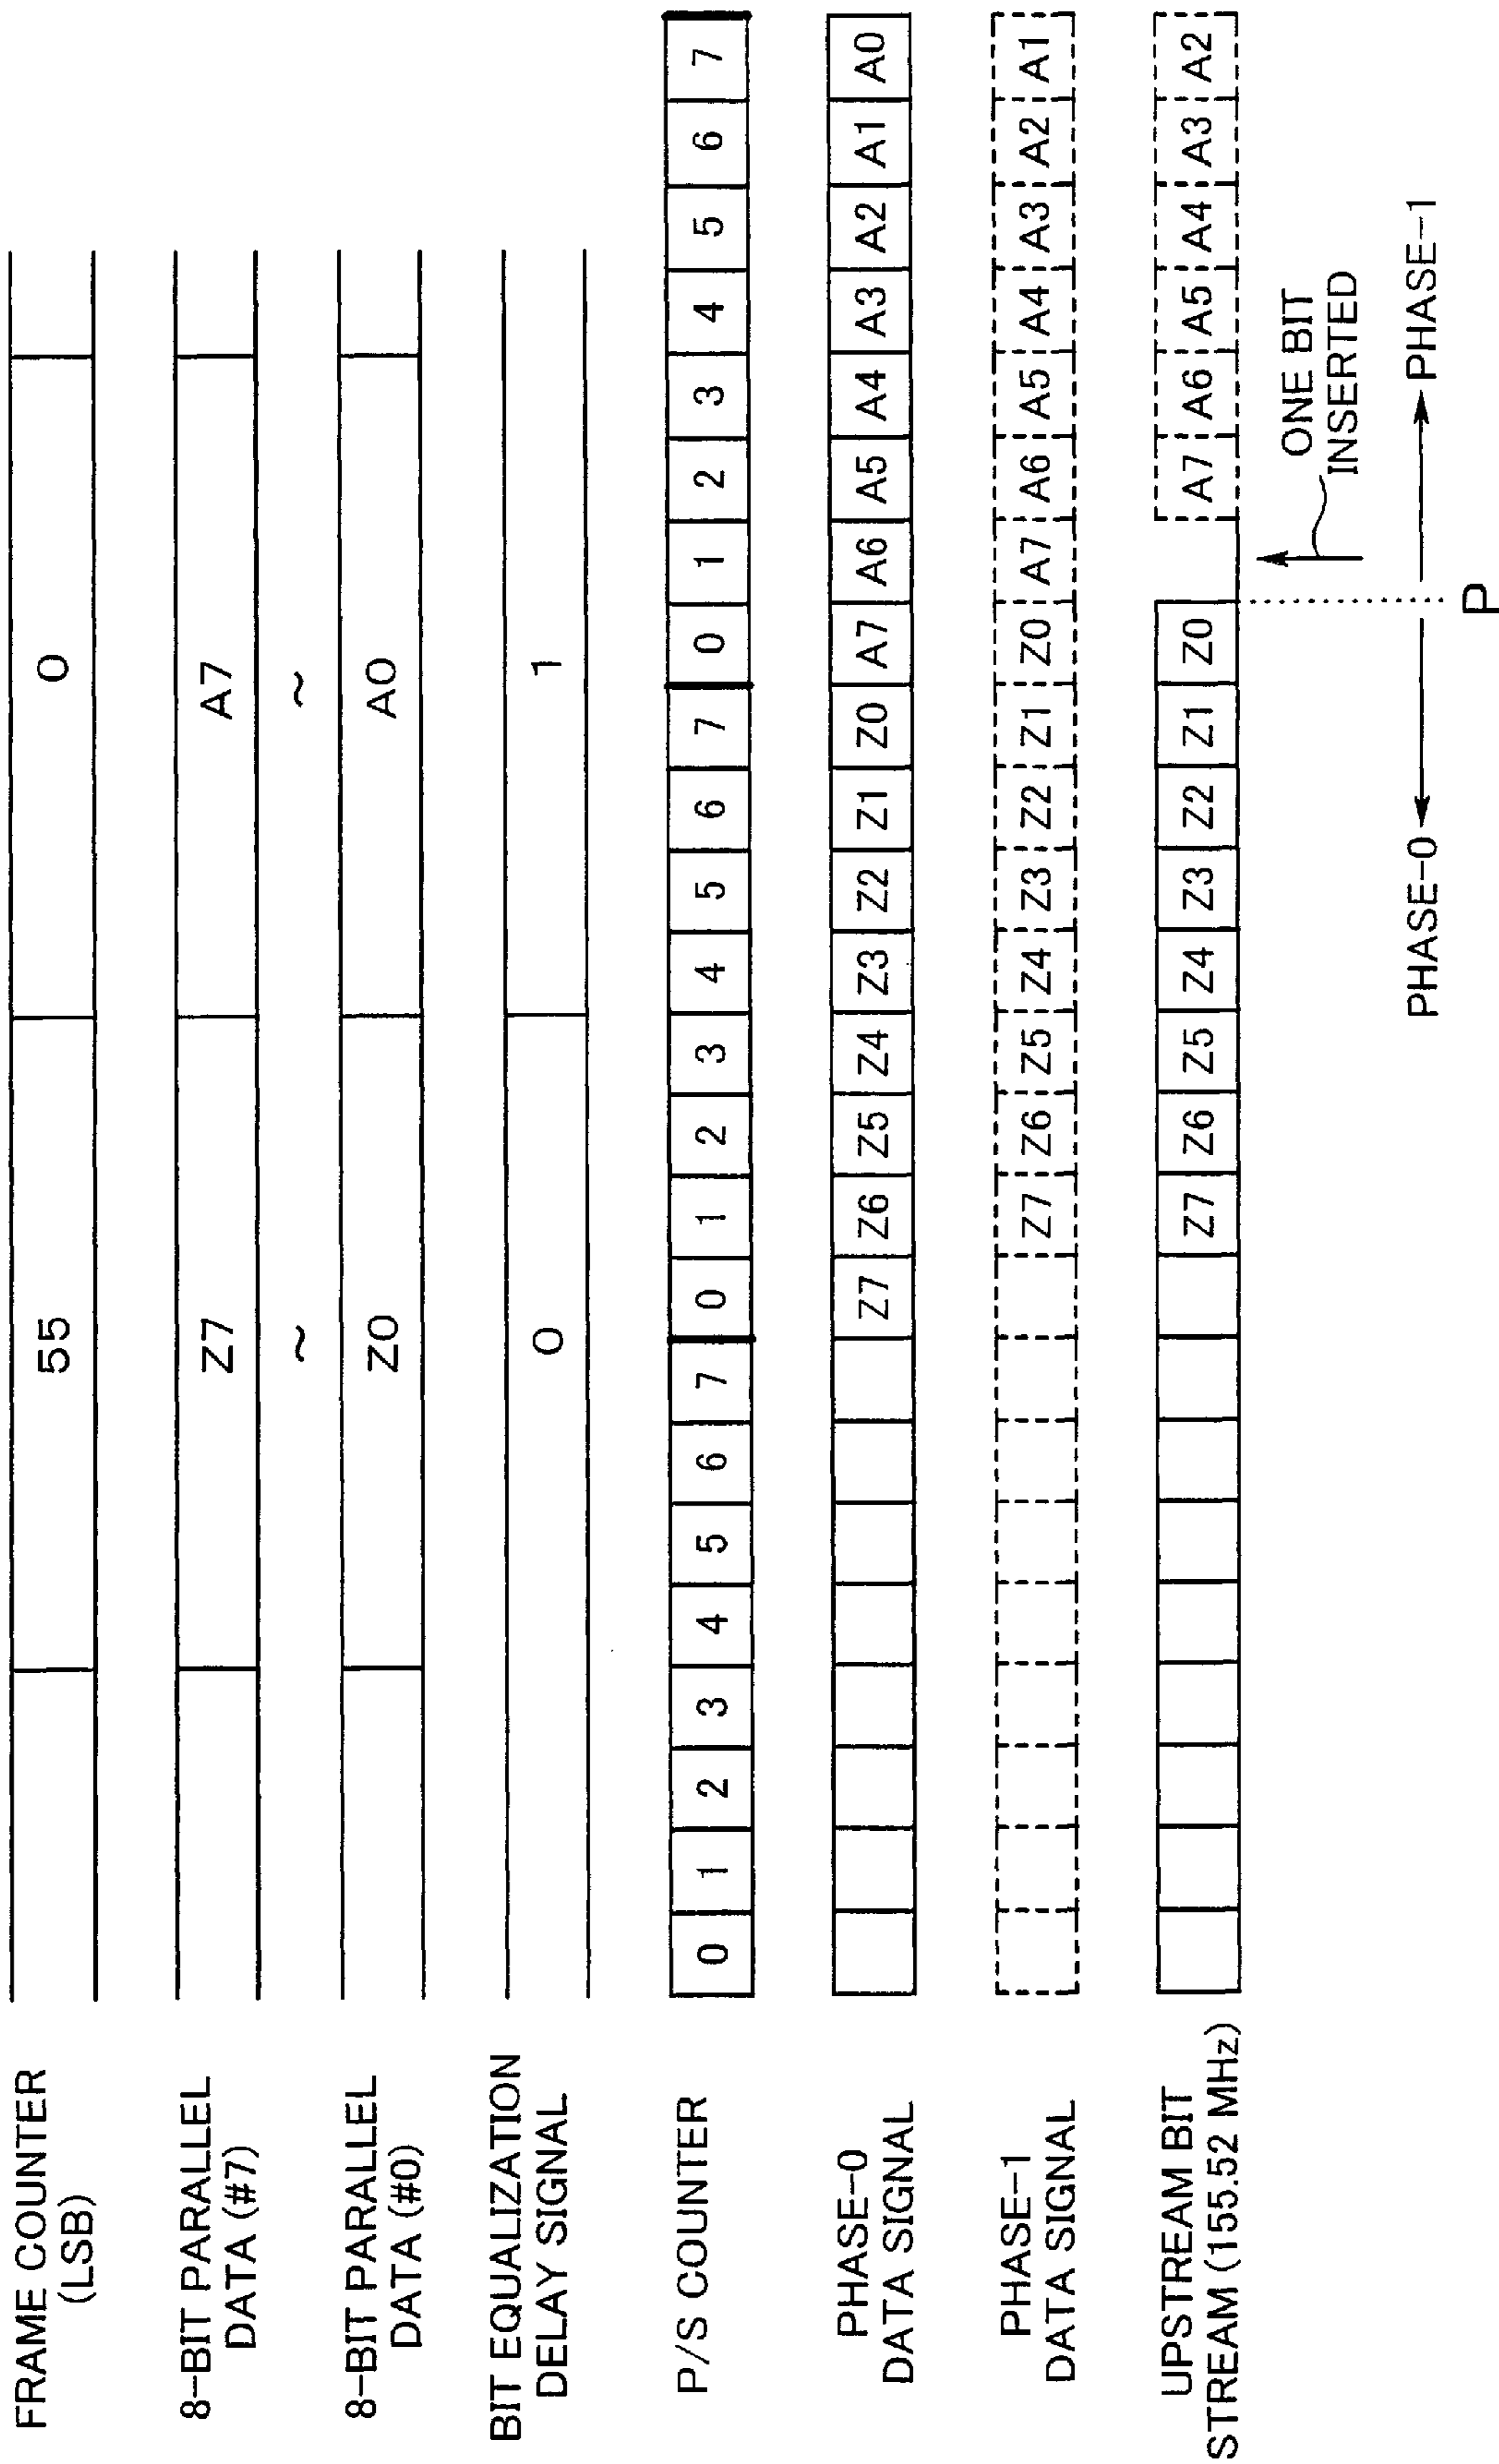 FRAME COUNTER
(LSB)
55
0
8-BIT PARALLEL
DATA (#7)
Z7
A7
~
~
8-BIT PARALLEL
DATA (#0)
Z0
A0
BIT EQUALIZATION
DELAY SIGNAL
0
1
P/S COUNTER
0 1 2 3 4 5 6 7 0 1 2 3 4 5 6 7 0 1 2 3 4 5 6 7
PHASE-0
DATA SIGNAL
Z7 Z6 Z5 Z4 Z3 Z2 Z1 Z0 A7 A6 A5 A4 A3 A2 A1 A0
PHASE-1
DATA SIGNAL
Z7 Z6 Z5 Z4 Z3 Z2 Z1 Z0 A7 A6 A5 A4 A3 A2 A1
UPSTREAM BIT
STREAM (155.52 MHz)
Z7 Z6 Z5 Z4 Z3 Z2 Z1 Z0 A7 A6 A5 A4 A3 A2
ONE BIT
INSERTED
PHASE-0
PHASE-1
P